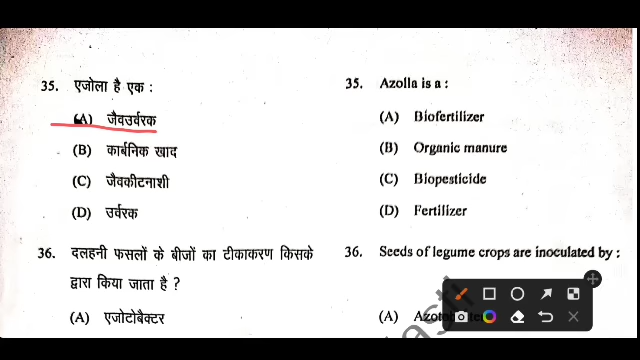 35. एजोला है एक :
(A) जैवउर्वरक
(B) कार्बनिक खाद
(C) जैवकीटनाशी
(D) उर्वरक
36. दलहनी फसलों के बीजों का टीकाकरण किसके
द्वारा किया जाता है ?
(A) एजोटोबैक्टर
35. Azolla is a :
(A) Biofertilizer
(B) Organic manure
(C) Biopesticide
(D) Fertilizer
36. Seeds of legume crops are inoculated by :
(A)